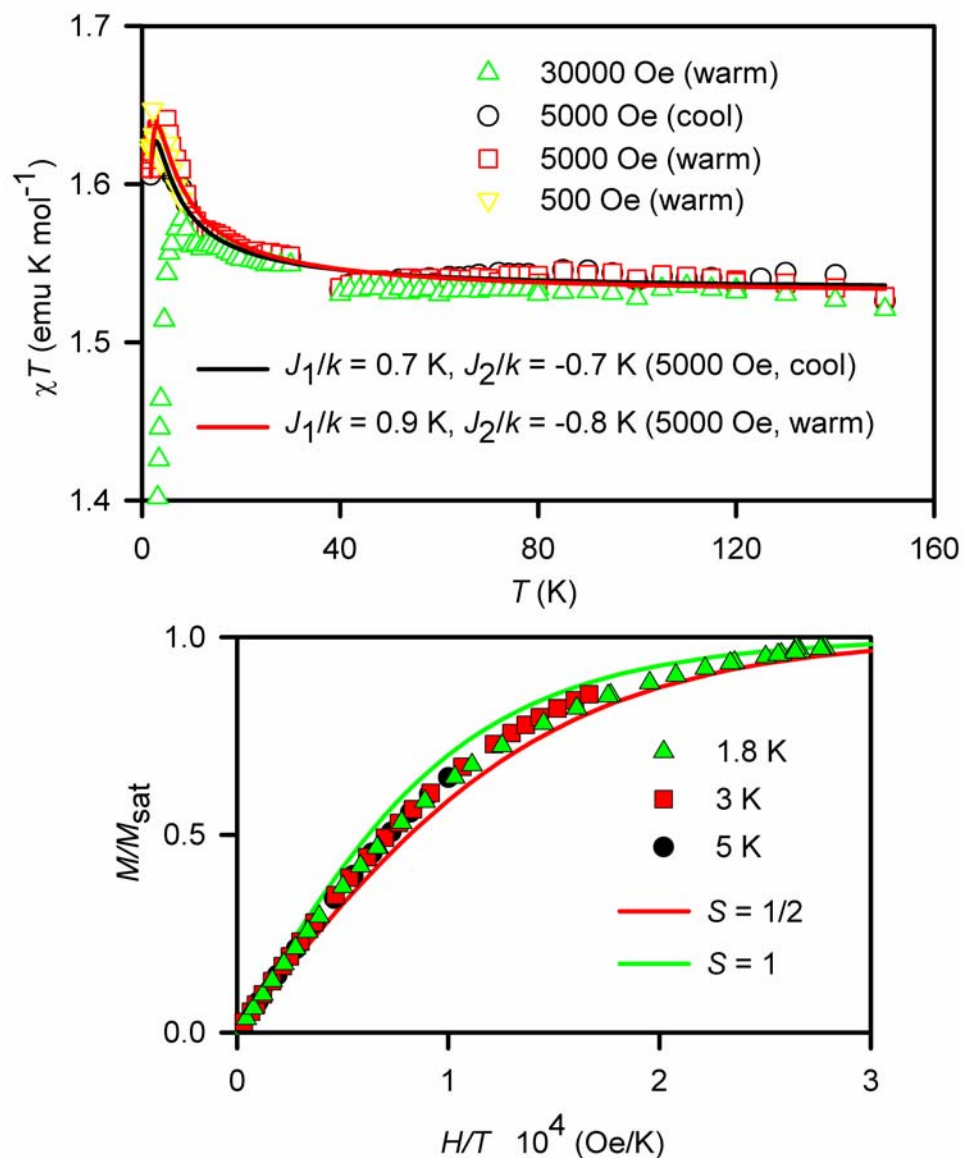 1.7
1.6
1.5
1.4
χT (emu K mol⁻¹)
30000 Oe (warm)
5000 Oe (cool)
5000 Oe (warm)
500 Oe (warm)
J₁/k = 0.7 K, J₂/k = -0.7 K (5000 Oe, cool)
J₁/k = 0.9 K, J₂/k = -0.8 K (5000 Oe, warm)
0 40 80 120 160
T (K)
1.0
0.5
0.0
M/M_sat
1.8 K
3 K
5 K
S = 1/2
S = 1
0 1 2 3
H/T 10⁴ (Oe/K)